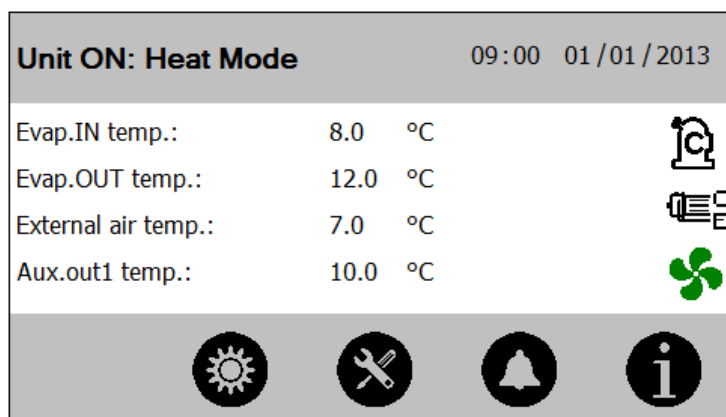 Unit ON: Heat Mode 09:00 01/01/2013
Evap.IN temp.: 8.0 °C
Evap.OUT temp.: 12.0 °C
External air temp.: 7.0 °C
Aux.out1 temp.: 10.0 °C
C